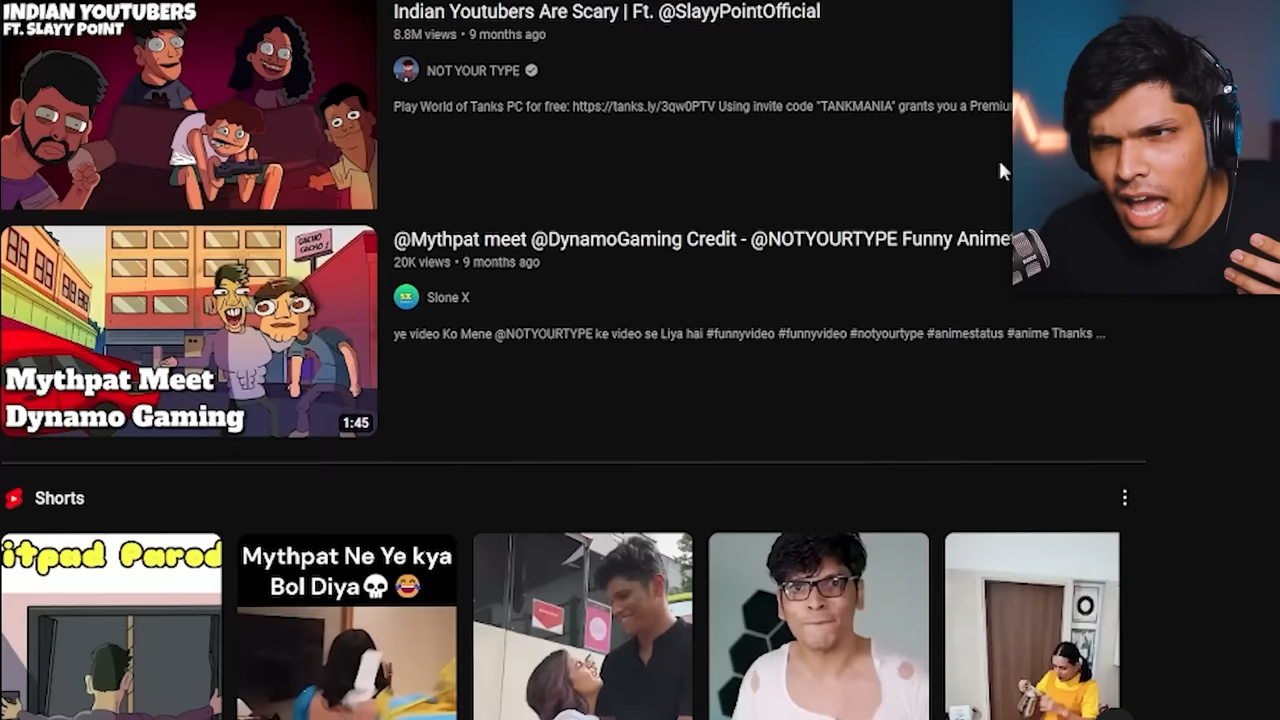 INDIAN YOUTUBERS
FT. SLAYY POINT
Indian Youtubers Are Scary | Ft. @SlayyPointOfficial
8.8M views • 9 months ago
NOT YOUR TYPE
Play World of Tanks PC for free: https://tanks.ly/3qw0PTV Using invite code "TANKMANIA" grants you a Premiu
RODE
GACHO GACHO !
@Mythpat meet @DynamoGaming Credit - @NOTYOURTYPE Funny Anime
20K views • 9 months ago
SX
Slone X
ye video Ko Mene @NOTYOURTYPE ke video se Liya hai #funnyvideo #funnyvideo #notyourtype #animestatus #anime Thanks ...
Mythpat Meet
Dynamo Gaming
1:45
Shorts
itpad Parod
Mythpat Ne Ye kya
Bol Diya💀 😂